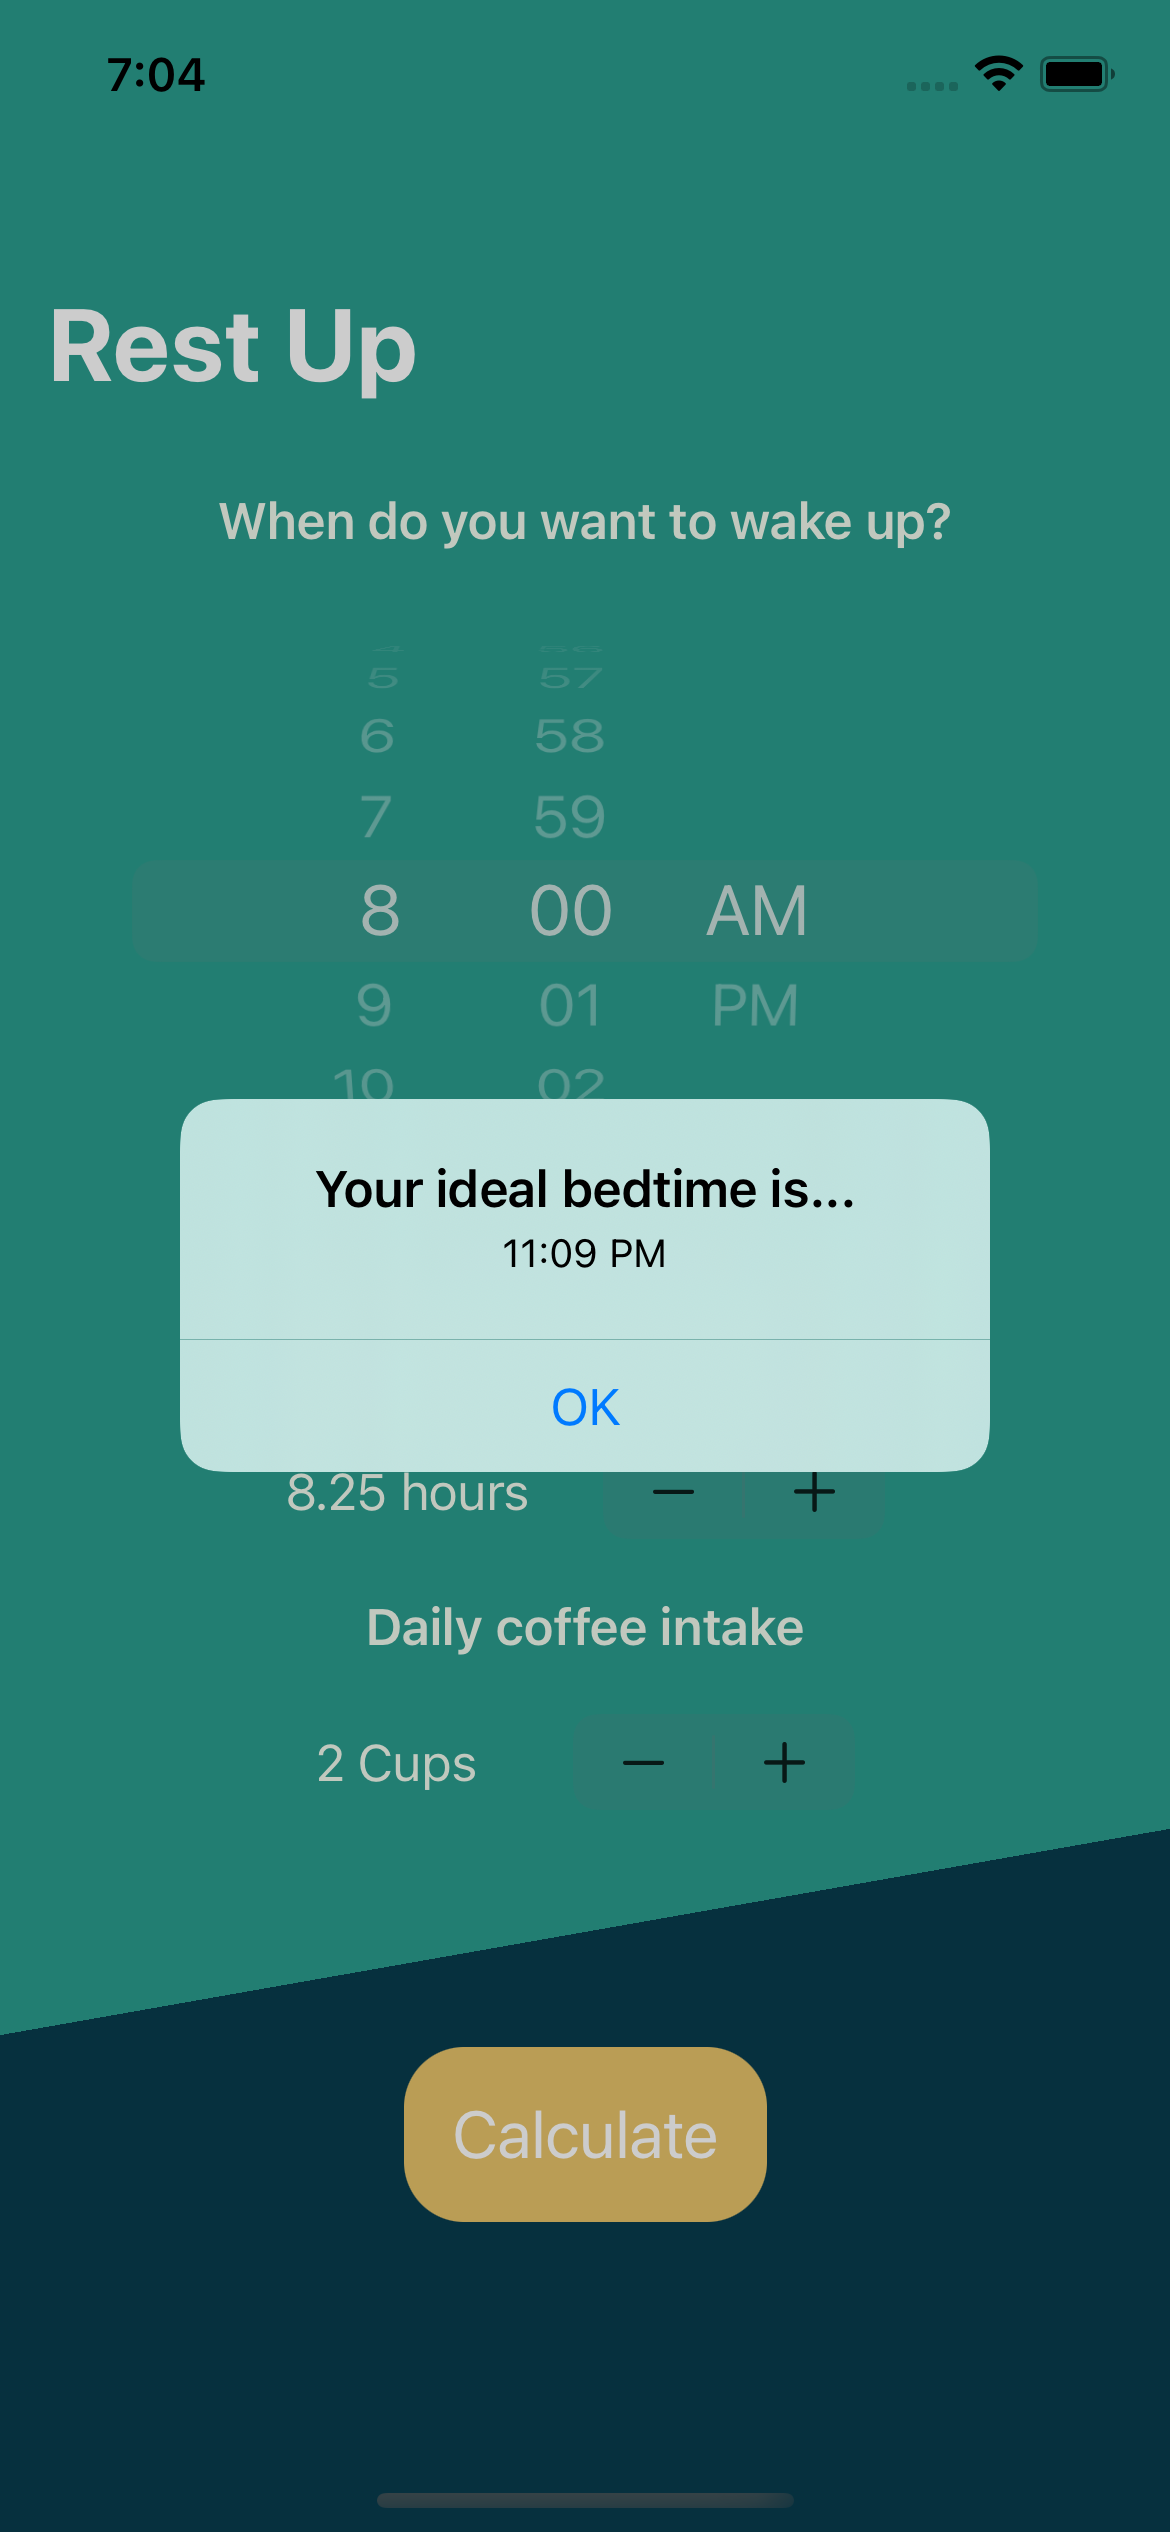 7:04
Rest Up
When do you want to wake up?
4 56
5 57
6 58
7 59
8 00 AM
9 01 PM
10 02
Your ideal bedtime is...
11:09 PM
OK
8.25 hours − +
Daily coffee intake
2 Cups − +
Calculate